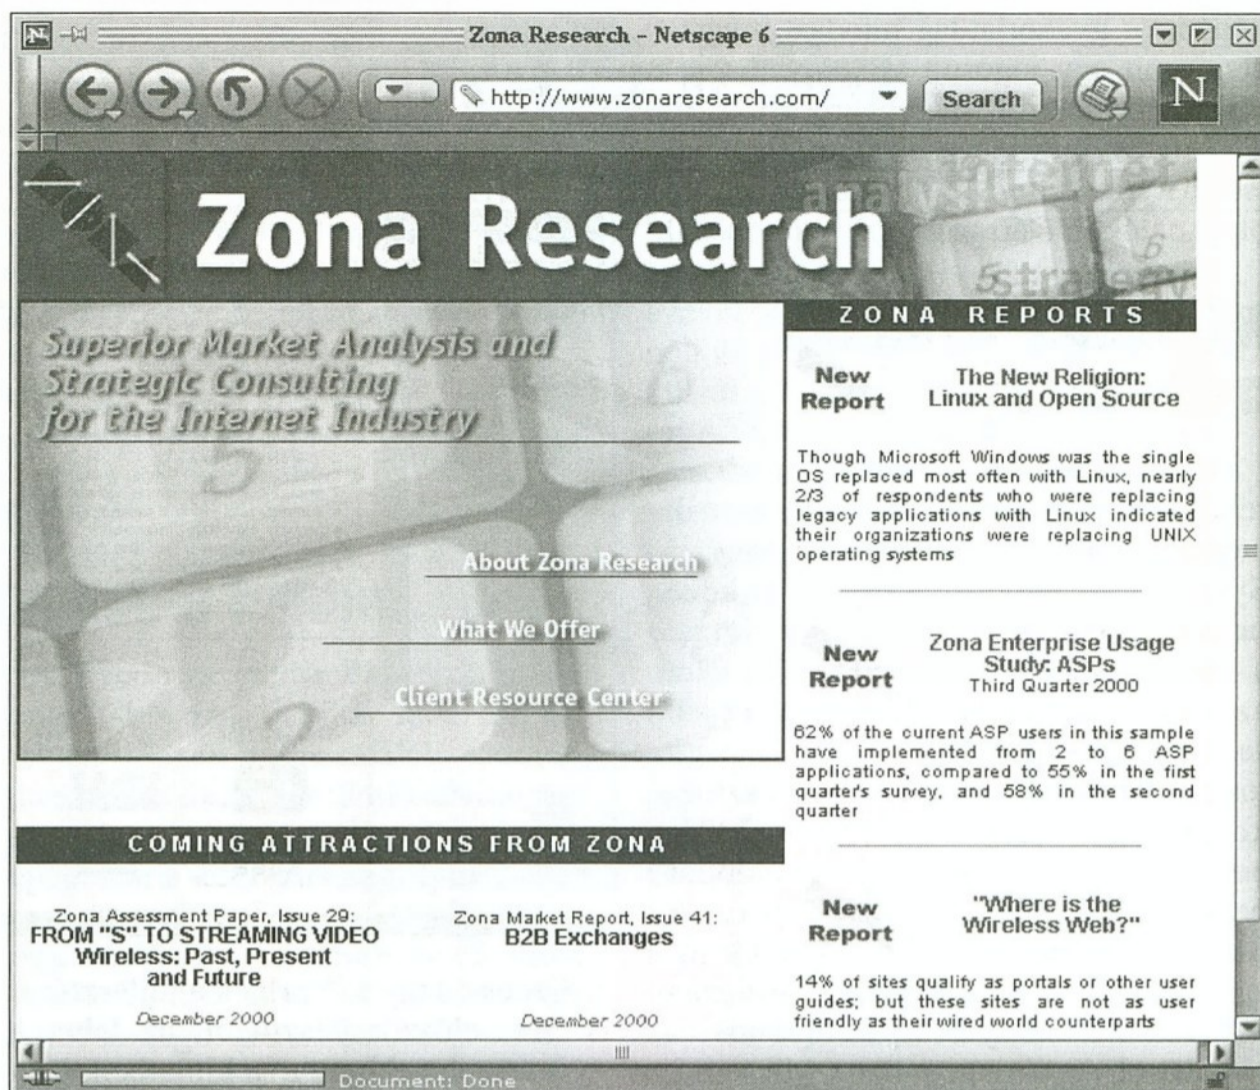 N
Zona Research - Netscape 6
http://www.zonaresearch.com/
Search
N
Zona Research
internet
analysis
5
6
strategy
Superior Market Analysis and
Strategic Consulting
for the Internet Industry
5
6
2
About Zona Research
What We Offer
Client Resource Center
COMING ATTRACTIONS FROM ZONA
Zona Assessment Paper, Issue 29:
FROM "S" TO STREAMING VIDEO
Wireless: Past, Present
and Future
December 2000
Zona Market Report, Issue 41:
B2B Exchanges
December 2000
ZONA REPORTS
New
Report
The New Religion:
Linux and Open Source
Though Microsoft Windows was the single
OS replaced most often with Linux, nearly
2/3 of respondents who were replacing
legacy applications with Linux indicated
their organizations were replacing UNIX
operating systems
New
Report
Zona Enterprise Usage
Study: ASPs
Third Quarter 2000
62% of the current ASP users in this sample
have implemented from 2 to 6 ASP
applications, compared to 55% in the first
quarter's survey, and 58% in the second
quarter
New
Report
"Where is the
Wireless Web?"
14% of sites qualify as portals or other user
guides; but these sites are not as user
friendly as their wired world counterparts
Document: Done